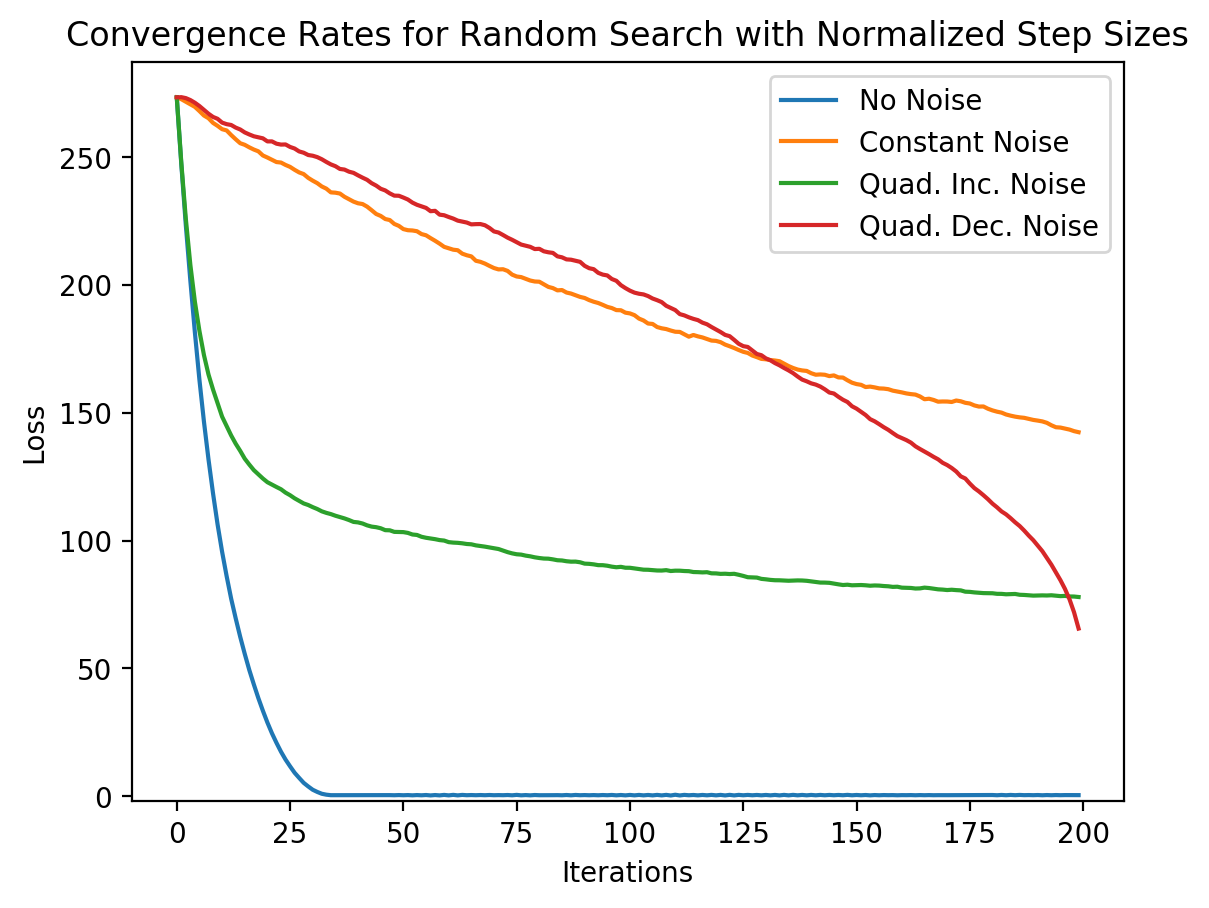 Convergence Rates for Random Search with Normalized Step Sizes
No Noise
Constant Noise
Quad. Inc. Noise
Quad. Dec. Noise
250
200
150
100
50
0
Loss
0 25 50 75 100 125 150 175 200
Iterations